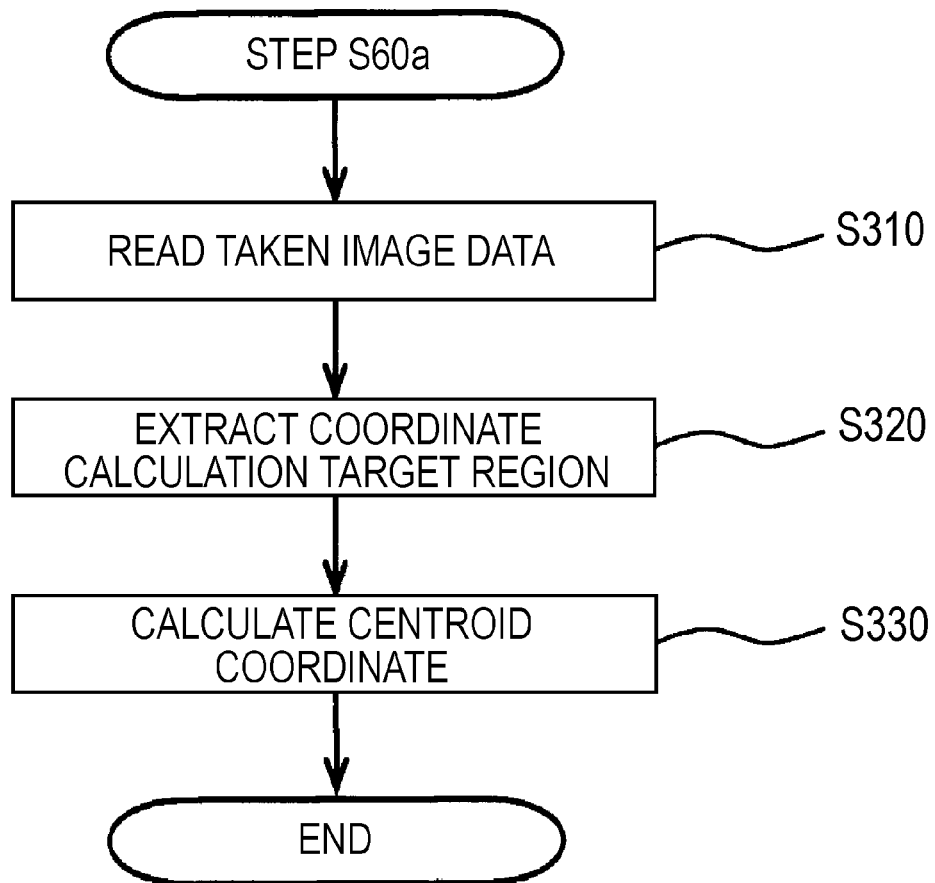 STEP S60a
READ TAKEN IMAGE DATA
S310
EXTRACT COORDINATE
CALCULATION TARGET REGION
S320
CALCULATE CENTROID
COORDINATE
S330
END